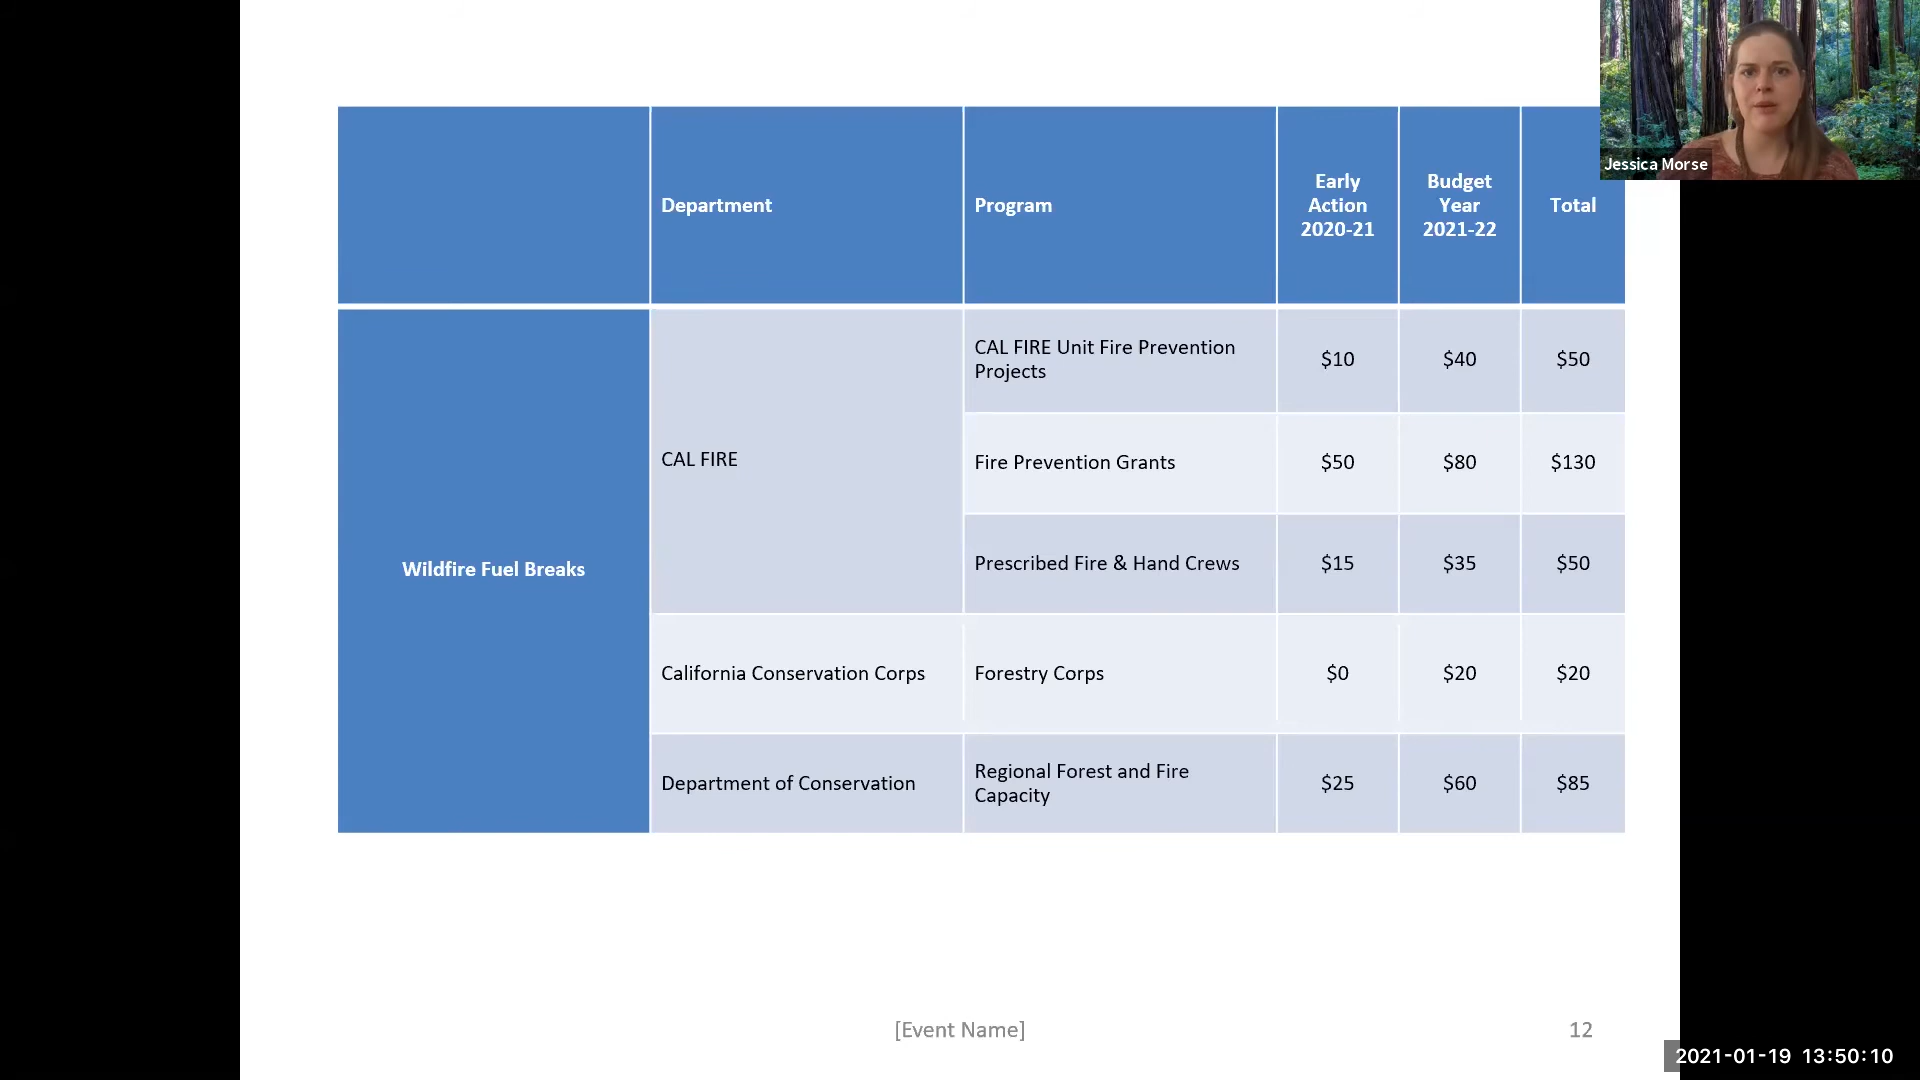 Jessica Morse
Department
Program
Early
Action
2020-21
Budget
Year
2021-22
Total
Wildfire Fuel Breaks
CAL FIRE
CAL FIRE Unit Fire Prevention
Projects
$10
$40
$50
Fire Prevention Grants
$50
$80
$130
Prescribed Fire & Hand Crews
$15
$35
$50
California Conservation Corps
Forestry Corps
$0
$20
$20
Department of Conservation
Regional Forest and Fire
Capacity
$25
$60
$85
[Event Name]
12
2021-01-19 13:50:10